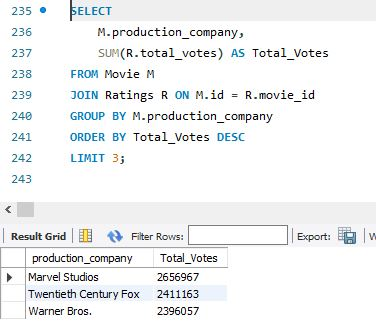 235 SELECT
236 M.production_company,
237 SUM(R.total_votes) AS Total_Votes
238 FROM Movie M
239 JOIN Ratings R ON M.id = R.movie_id
240 GROUP BY M.production_company
241 ORDER BY Total_Votes DESC
242 LIMIT 3;
243
Result Grid Filter Rows: Export:
production_company Total_Votes
Marvel Studios 2656967
Twentieth Century Fox 2411163
Warner Bros. 2396057